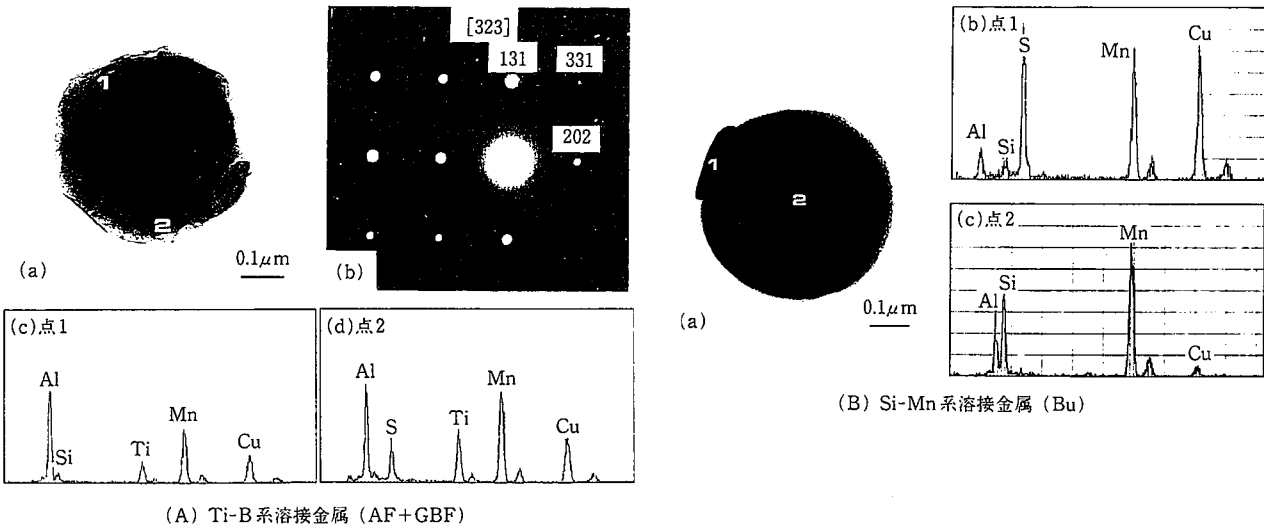 1
2
(a)
0.1μm
[323]
131
331
202
(b)
(c)点1
Al
Si
Ti
Mn
Cu
(d)点2
Al
S
Ti
Mn
Cu
(A) Ti-B系溶接金属 (AF+GBF)
1
2
(a)
0.1μm
(b)点1
Al
Si
S
Mn
Cu
(c)点2
Al
Si
Mn
Cu
(B) Si-Mn系溶接金属 (Bu)